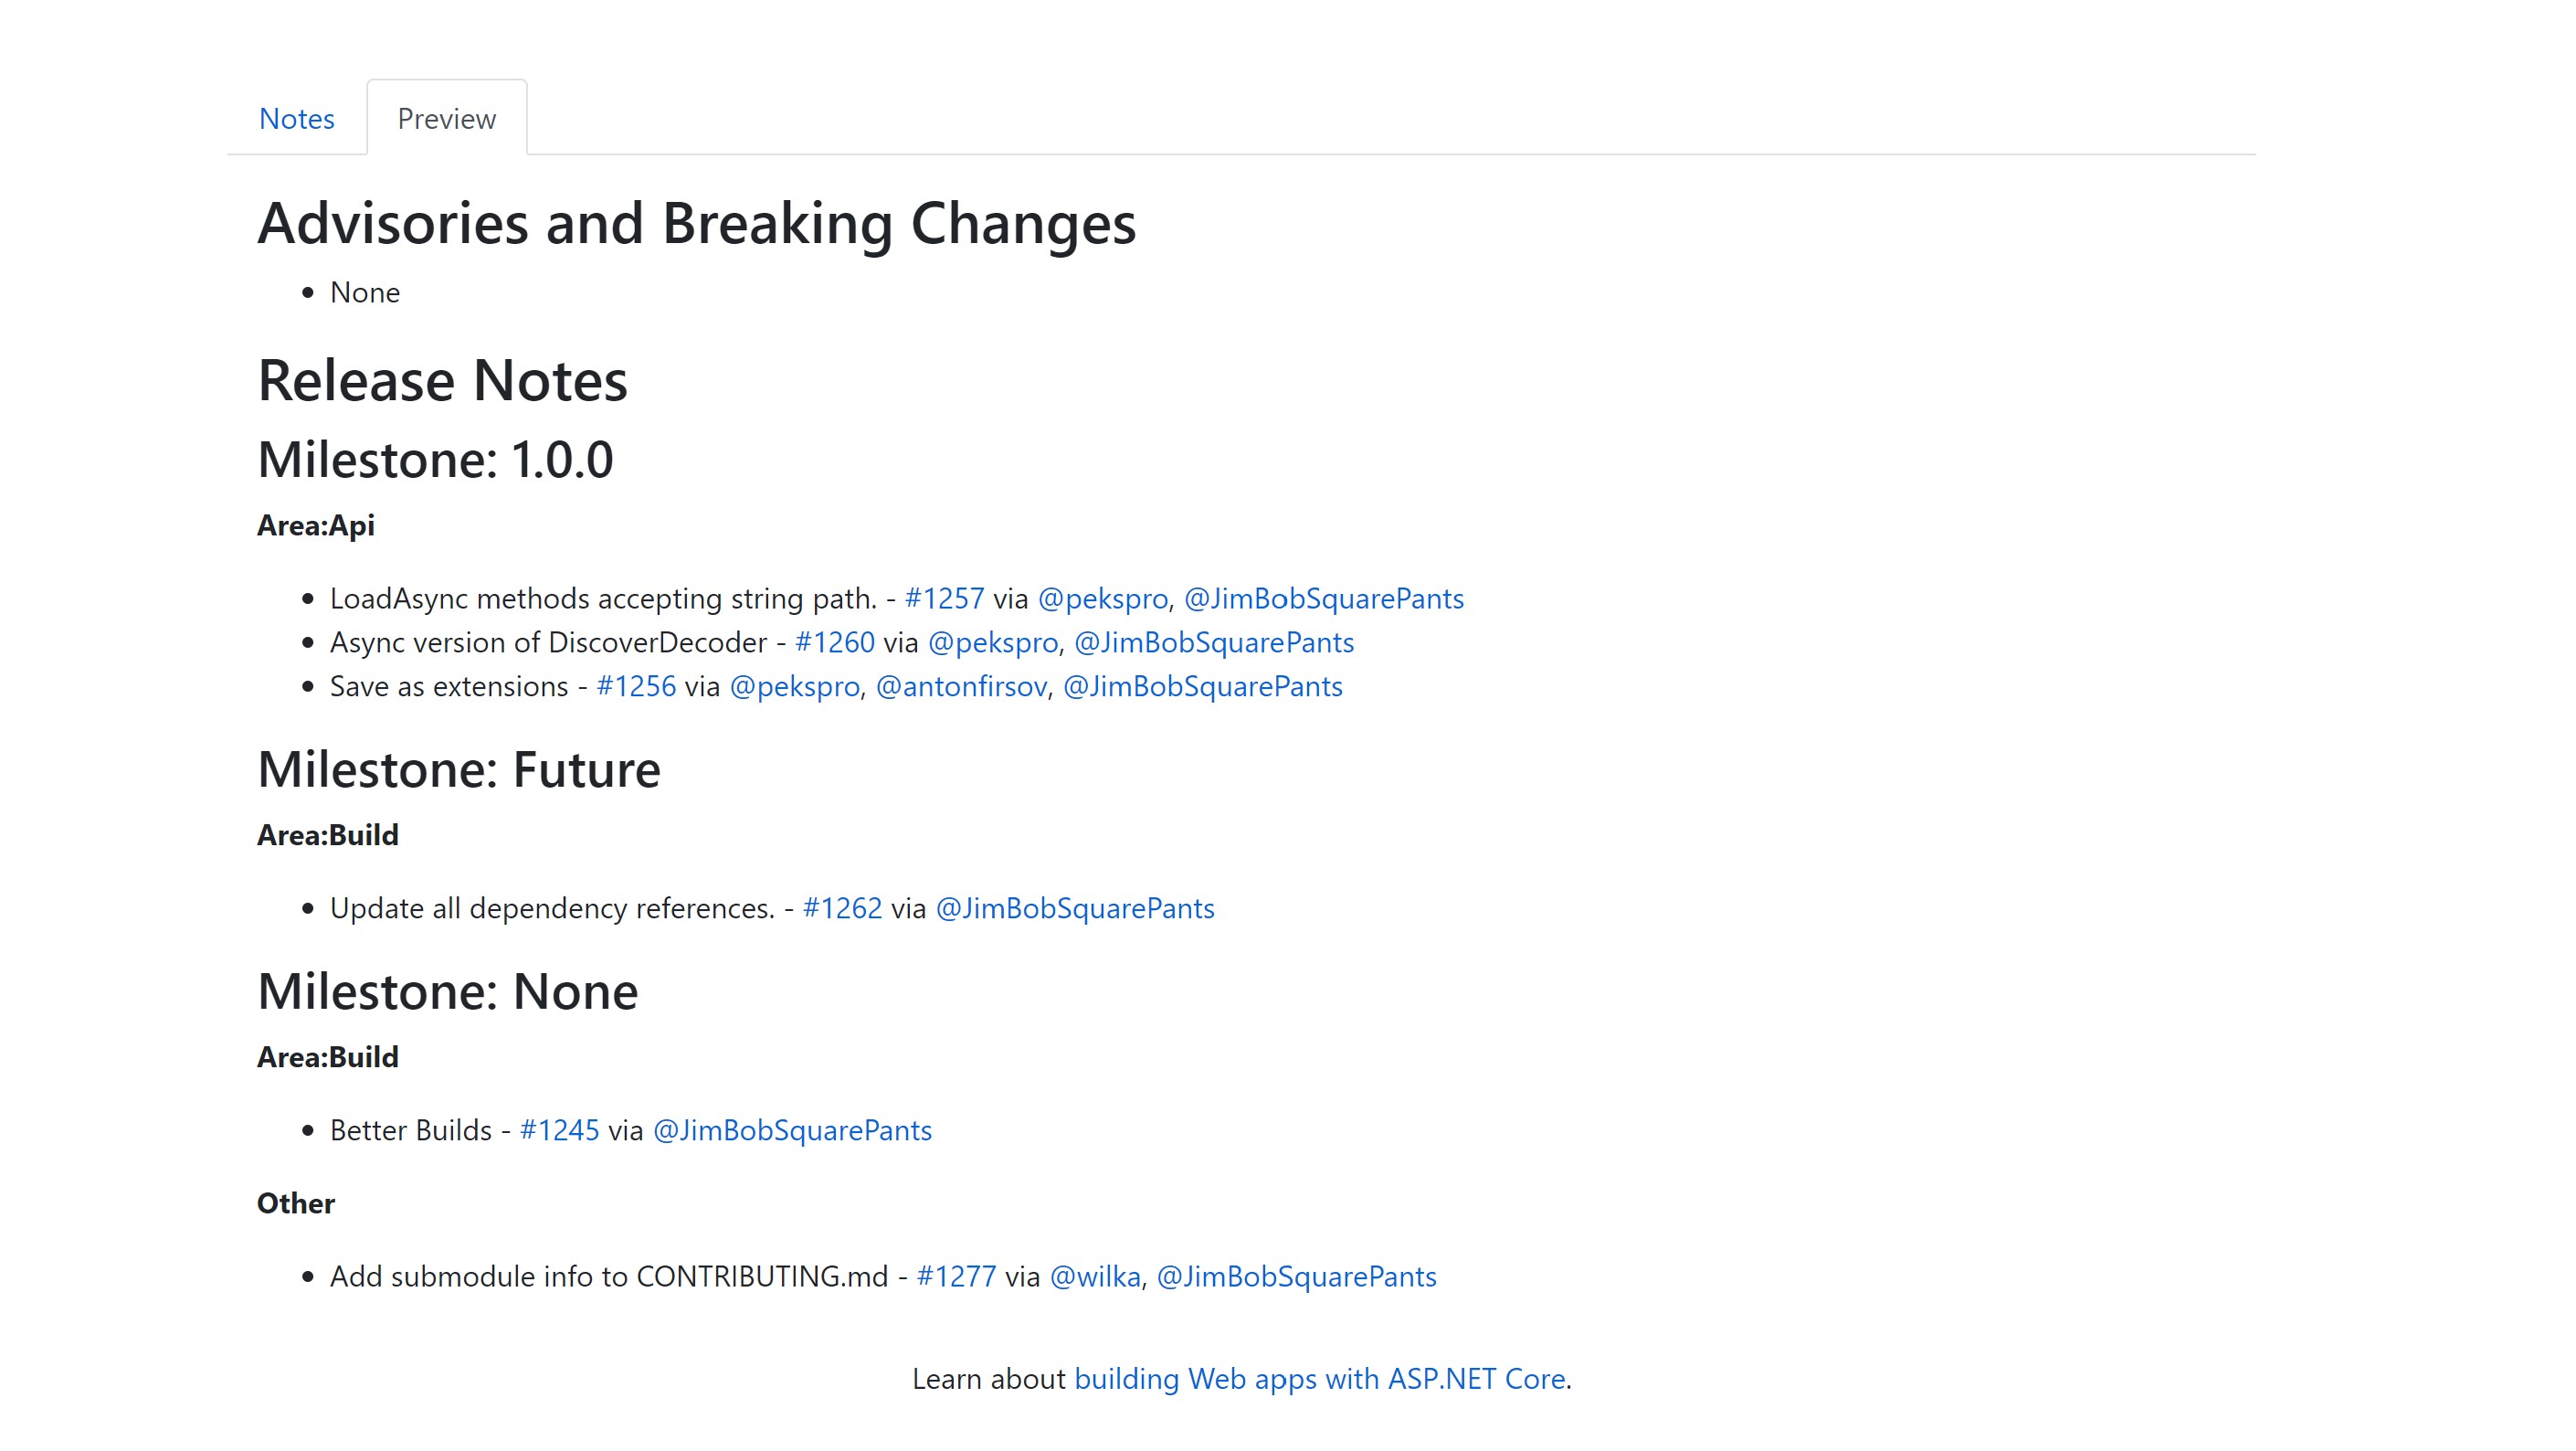 Notes
Preview
Advisories and Breaking Changes
• None
Release Notes
Milestone: 1.0.0
Area:Api
• LoadAsync methods accepting string path. - #1257 via @pekspro, @JimBobSquarePants
• Async version of DiscoverDecoder - #1260 via @pekspro, @JimBobSquarePants
• Save as extensions - #1256 via @pekspro, @antonfirsov, @JimBobSquarePants
Milestone: Future
Area:Build
• Update all dependency references. - #1262 via @JimBobSquarePants
Milestone: None
Area:Build
• Better Builds - #1245 via @JimBobSquarePants
Other
• Add submodule info to CONTRIBUTING.md - #1277 via @wilka, @JimBobSquarePants
Learn about building Web apps with ASP.NET Core.